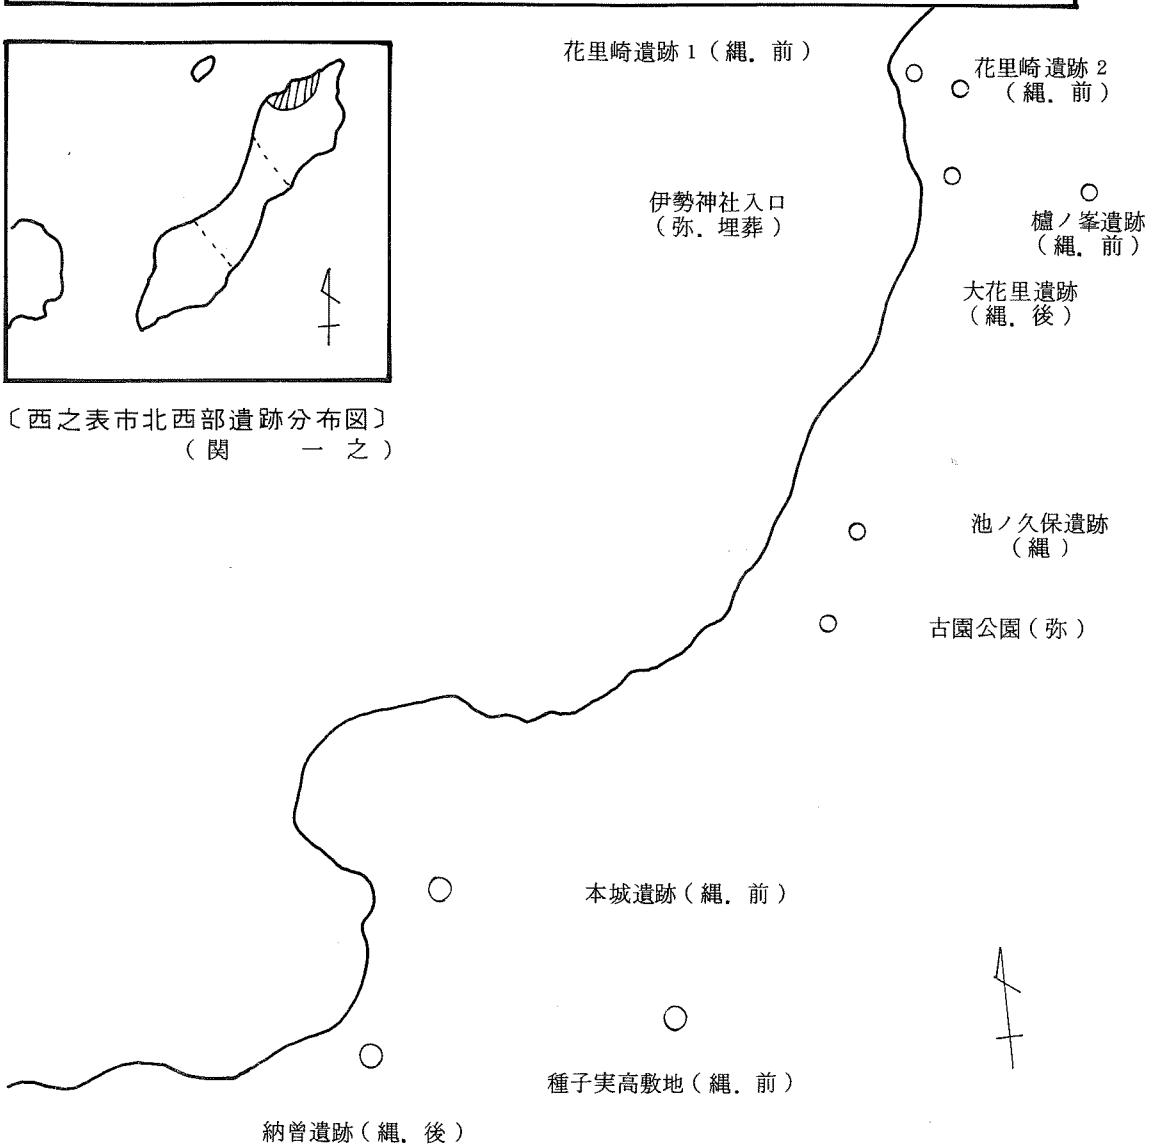 花里崎遺跡1(縄.前)
花里崎遺跡2
(縄.前)
伊勢神社入口
(弥.埋葬)
櫨ノ峯遺跡
(縄.前)
大花里遺跡
(縄.後)
〔西之表市北西部遺跡分布図〕
(関 一之)
池ノ久保遺跡
(縄)
古園公園(弥)
本城遺跡(縄.前)
種子実高敷地(縄.前)
納曽遺跡(縄.後)